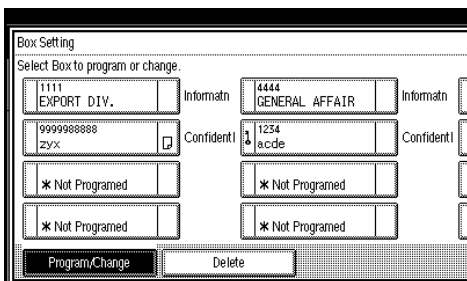 Box Setting
Select Box to program or change.
1111
EXPORT DIV.
Informatn
4444
GENERAL AFFAIR
Informatn
9999988888
zyx
Confidentl
1234
acde
Confidentl
* Not Programed
* Not Programed
* Not Programed
* Not Programed
Program/Change
Delete